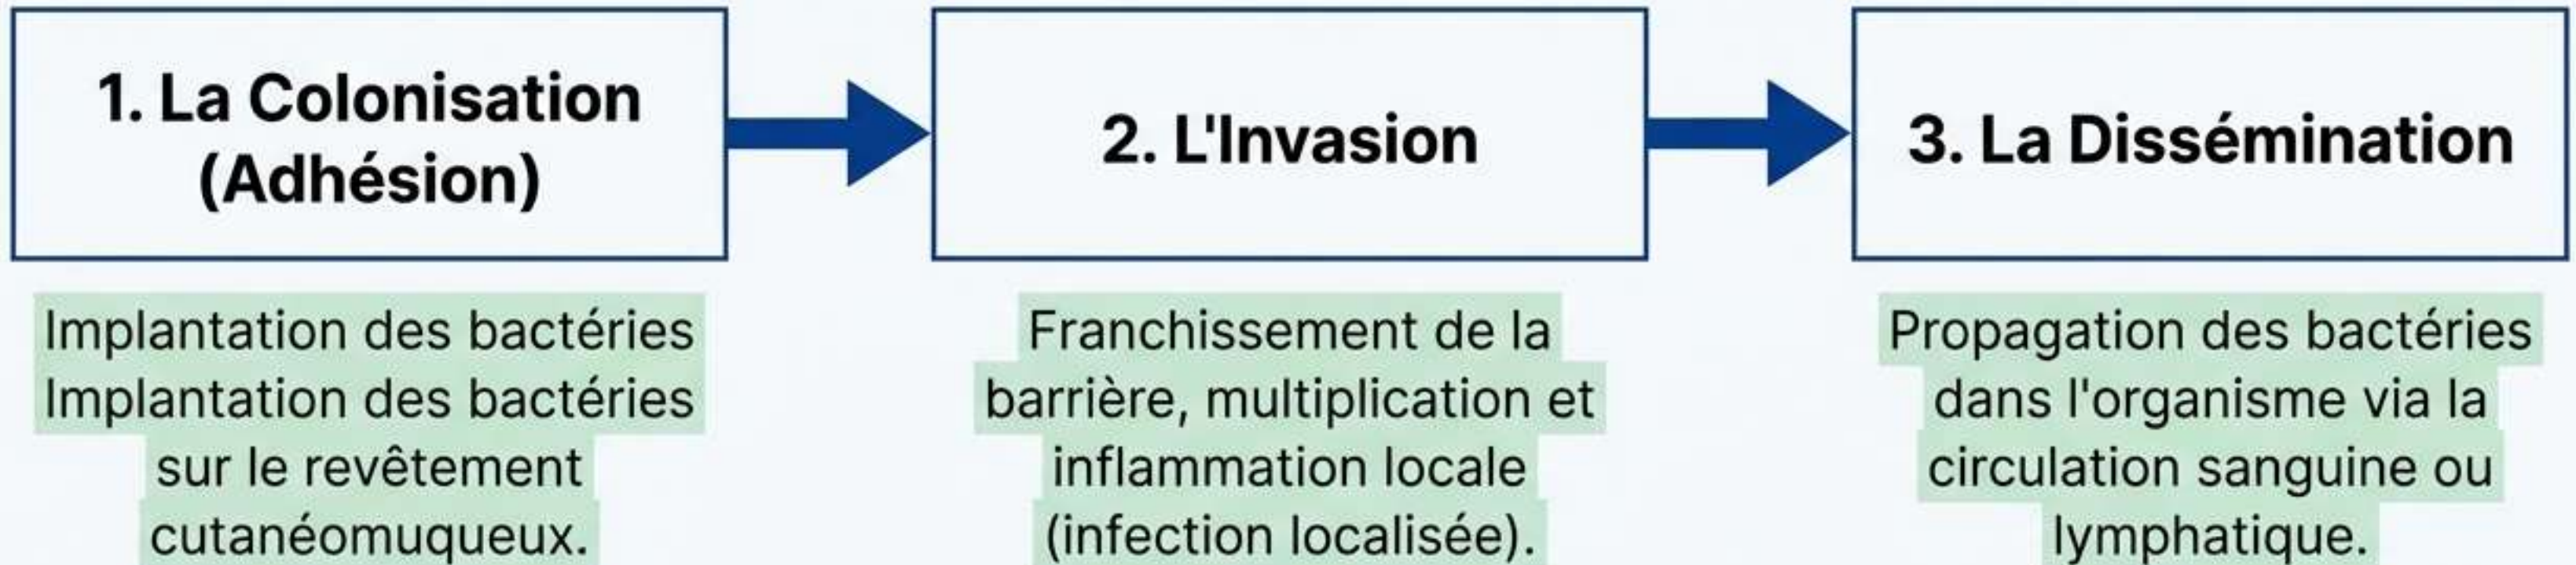 1. La Colonisation
(Adhésion)
Implantation des bactéries
Implantation des bactéries
sur le revêtement
cutanéomuqueux.
2. L'Invasion
Franchissement de la
barrière, multiplication et
inflammation locale
(infection localisée).
3. La Dissémination
Propagation des bactéries
dans l'organisme via la
circulation sanguine ou
lymphatique.